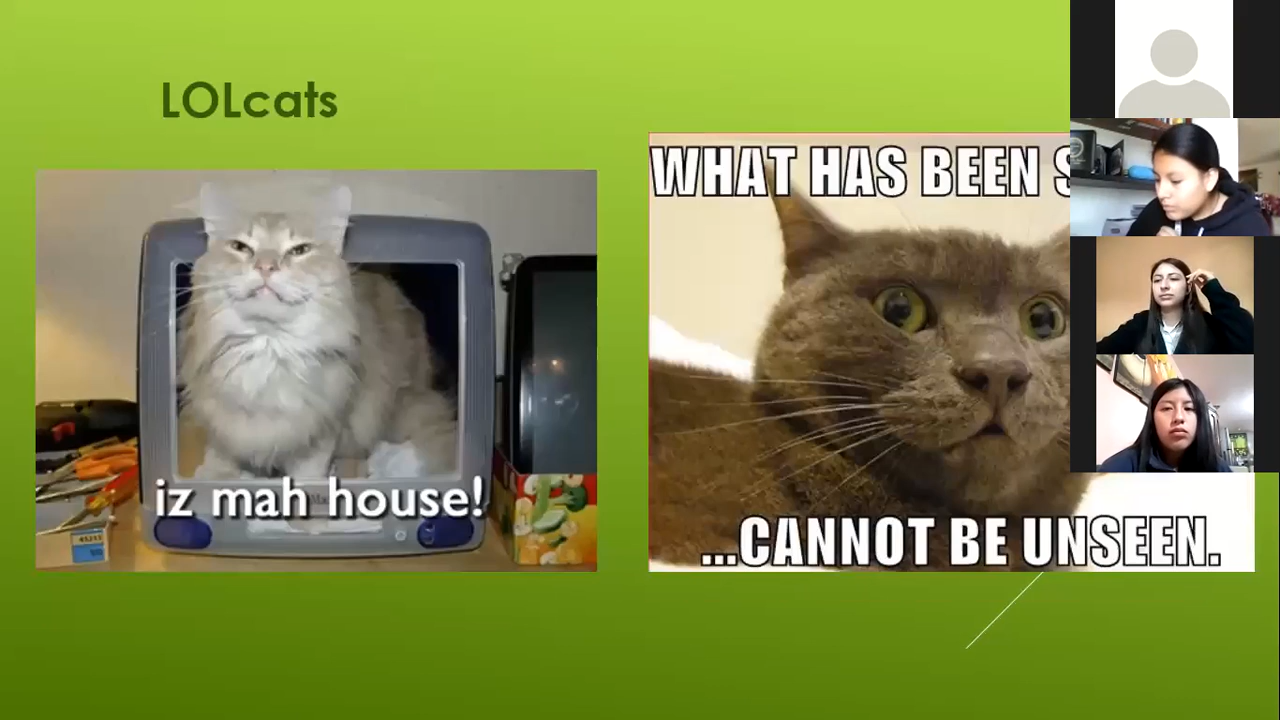 LOLcats
iz mah house!
WHAT HAS BEEN
...CANNOT BE UNSEEN.